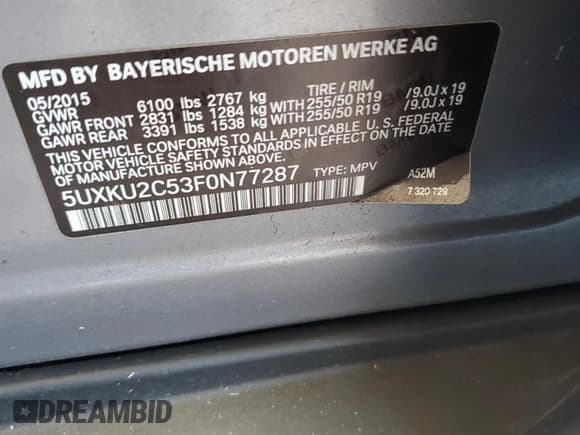 MFD BY BAYERISCHE MOTOREN WERKE AG
05/2015 TIRE / RIM
GVWR 6100 lbs 2767 kg
GAWR FRONT 2831 lbs 1284 kg WITH 255/50 R19 /9.0J x 19
GAWR REAR 3391 lbs 1538 kg WITH 255/50 R19 /9.0J x 19
THIS VEHICLE CONFORMS TO ALL APPLICABLE U. S. FEDERAL
MOTOR VEHICLE SAFETY STANDARDS IN EFFECT ON THE DATE
OF MANUFACTURE SHOWN ABOVE.
5UXKU2C53F0N77287 TYPE: MPV A52M
7 320 729
DREAMBID